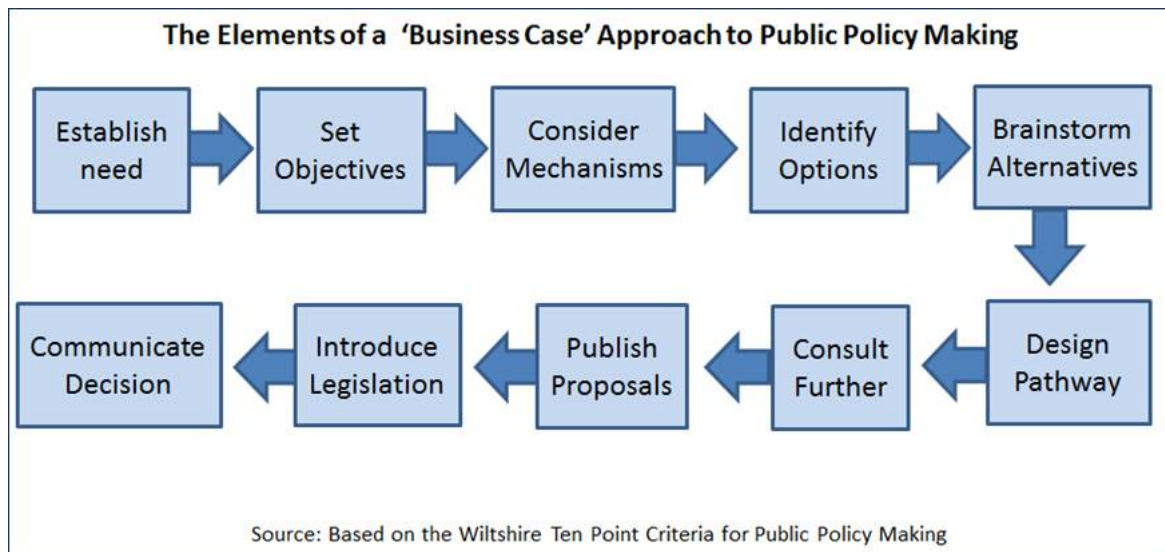 The Elements of a ‘Business Case’ Approach to Public Policy Making
Establish
need
Set
Objectives
Consider
Mechanisms
Identify
Options
Brainstorm
Alternatives
Design
Pathway
Consult
Further
Publish
Proposals
Introduce
Legislation
Communicate
Decision
Source: Based on the Wiltshire Ten Point Criteria for Public Policy Making